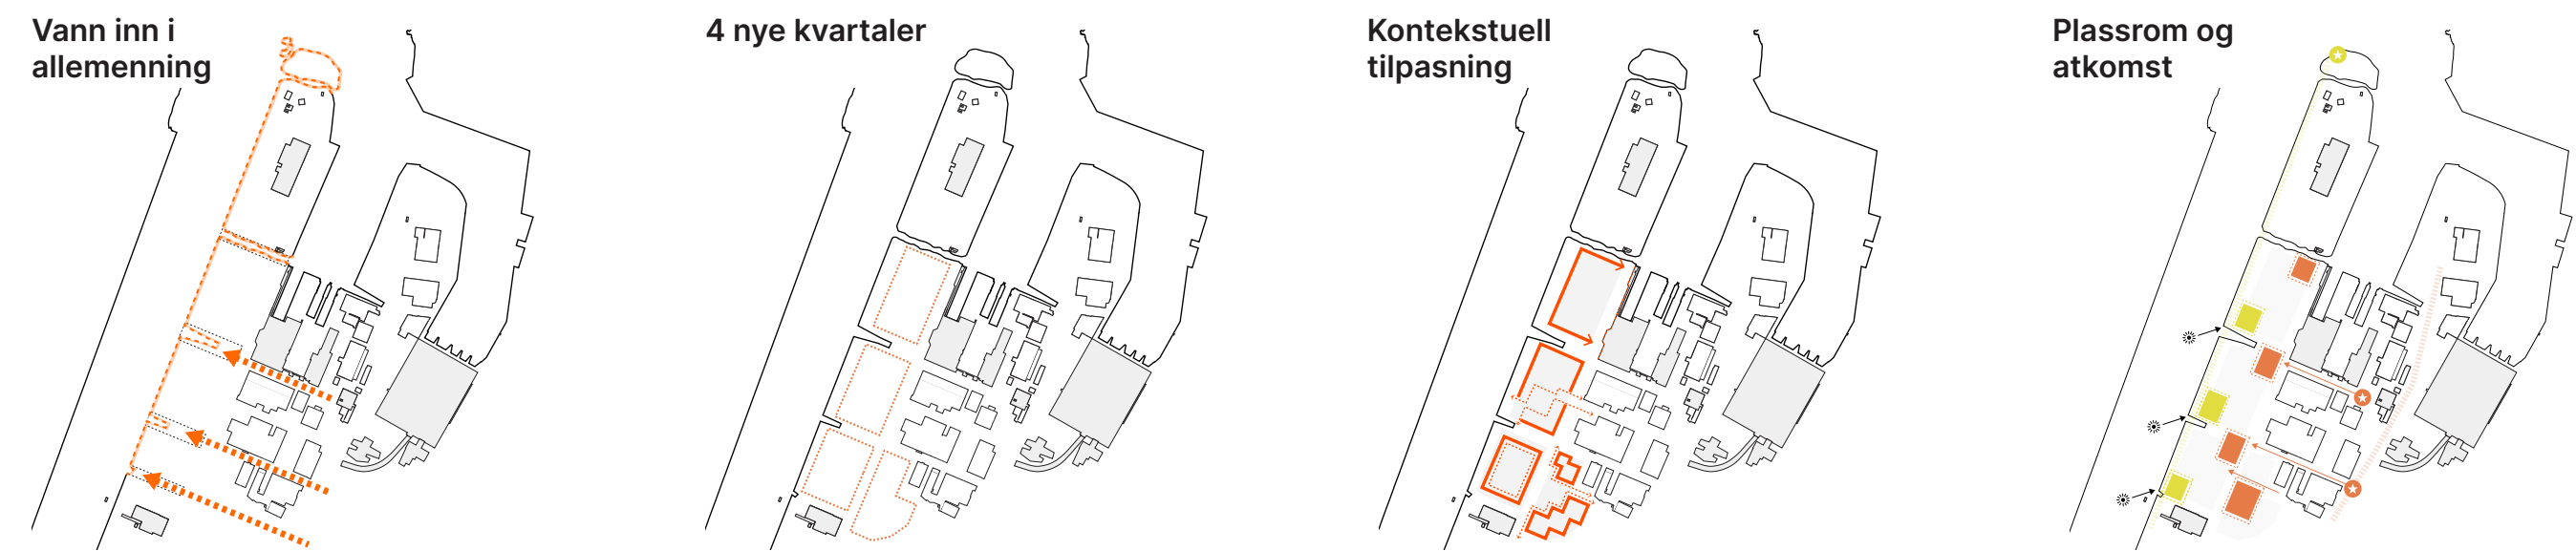 Vann inn i
allemenning
4 nye kvartaler
Kontekstuell
tilpasning
Plassrom og
atkomst